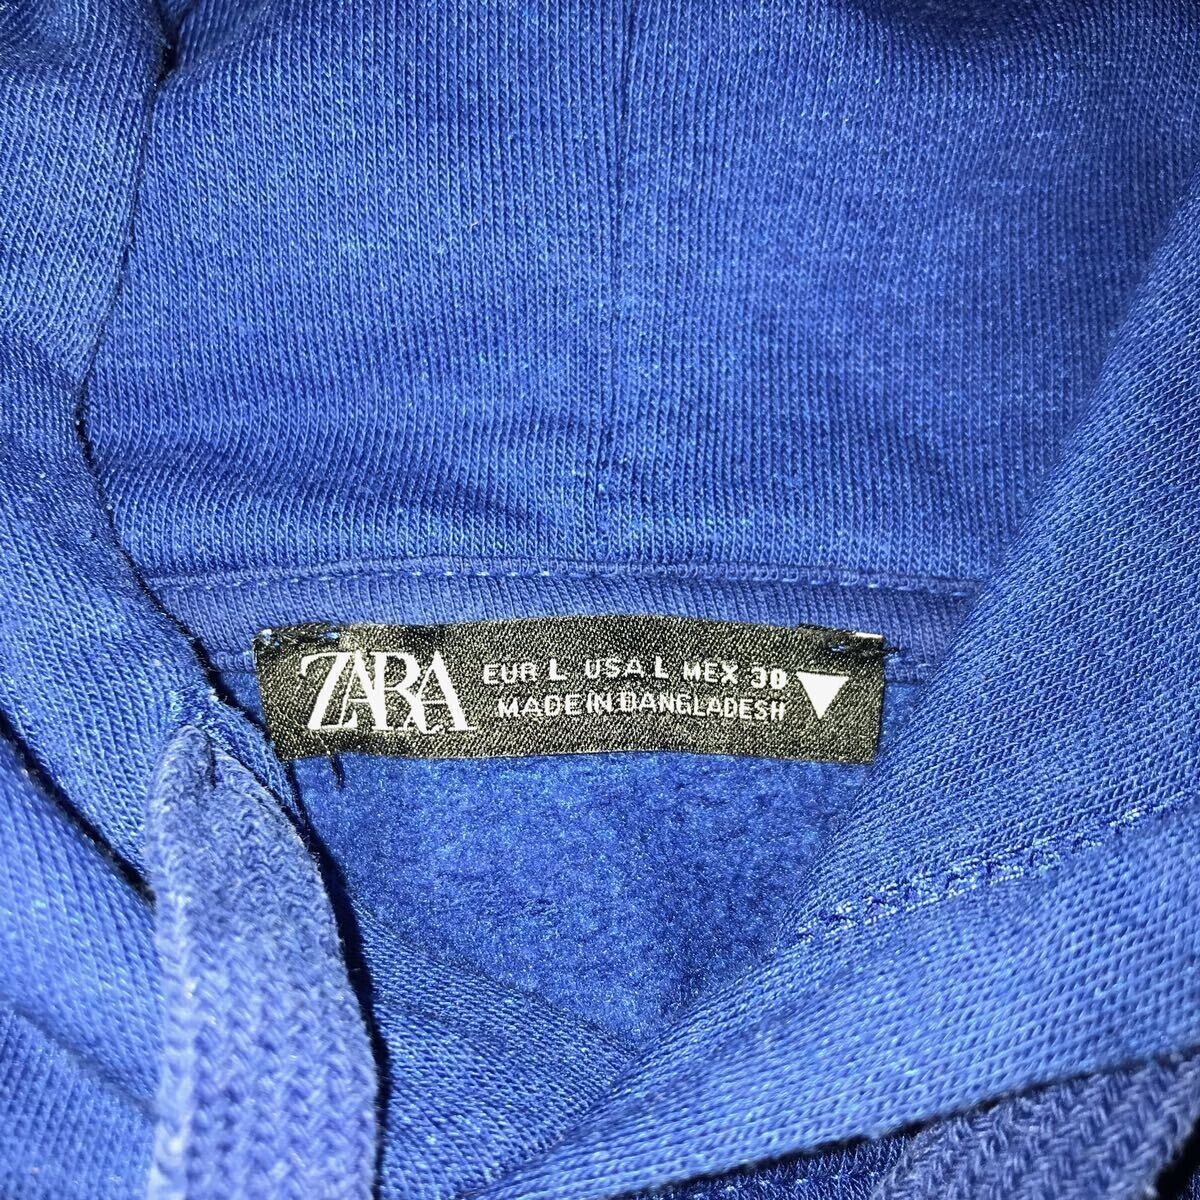 ZARA
EUR L USA L MEX 30
MADE IN BANGLADESH